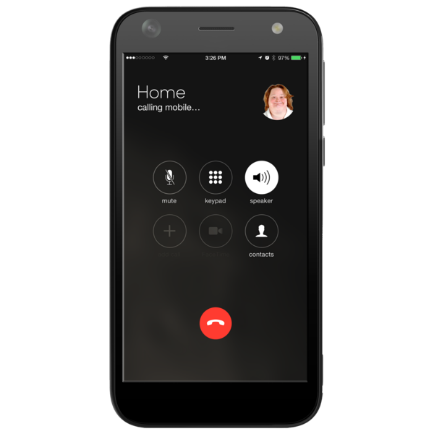 3:26 PM
97%
Home
calling mobile...
mute
keypad
speaker
contacts